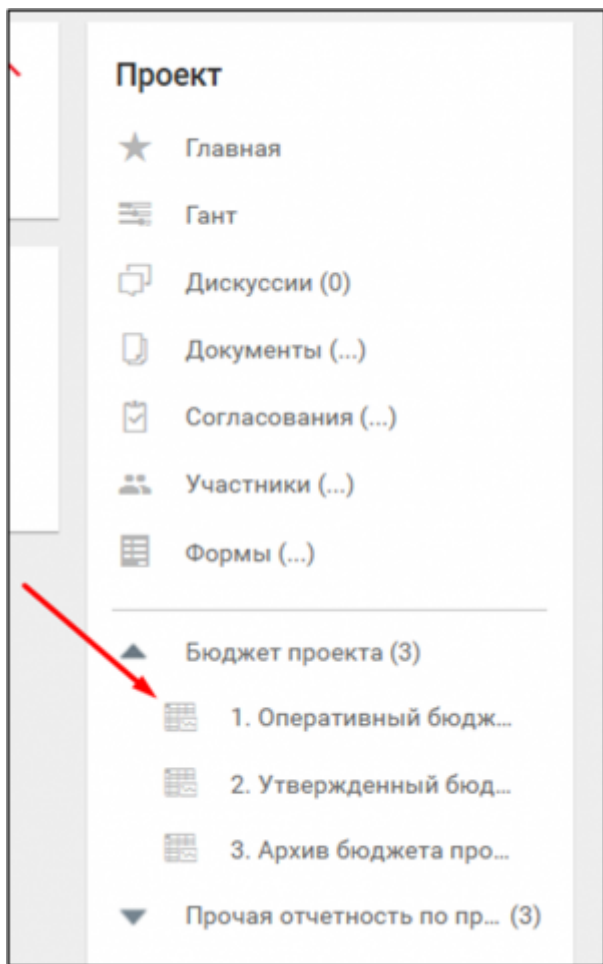 Проект
Главная
Гант
Дискуссии (0)
Документы (...)
Согласования (...)
Участники (...)
Формы (...)
Бюджет проекта (3)
1. Оперативный бюдж...
2. Утвержденный бюд...
3. Архив бюджета про...
Прочая отчетность по пр... (3)